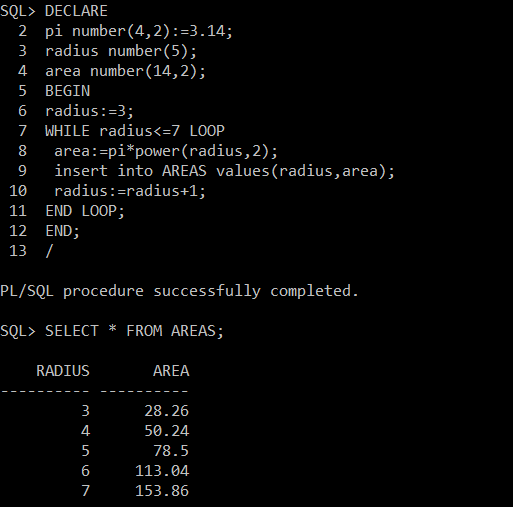 SQL> DECLARE
  2  pi number(4,2):=3.14;
  3  radius number(5);
  4  area number(14,2);
  5  BEGIN
  6  radius:=3;
  7  WHILE radius<=7 LOOP
  8   area:=pi*power(radius,2);
  9   insert into AREAS values(radius,area);
 10   radius:=radius+1;
 11  END LOOP;
 12  END;
 13  /
PL/SQL procedure successfully completed.
SQL> SELECT * FROM AREAS;
    RADIUS       AREA
---------- ----------
         3      28.26
         4      50.24
         5       78.5
         6     113.04
         7     153.86